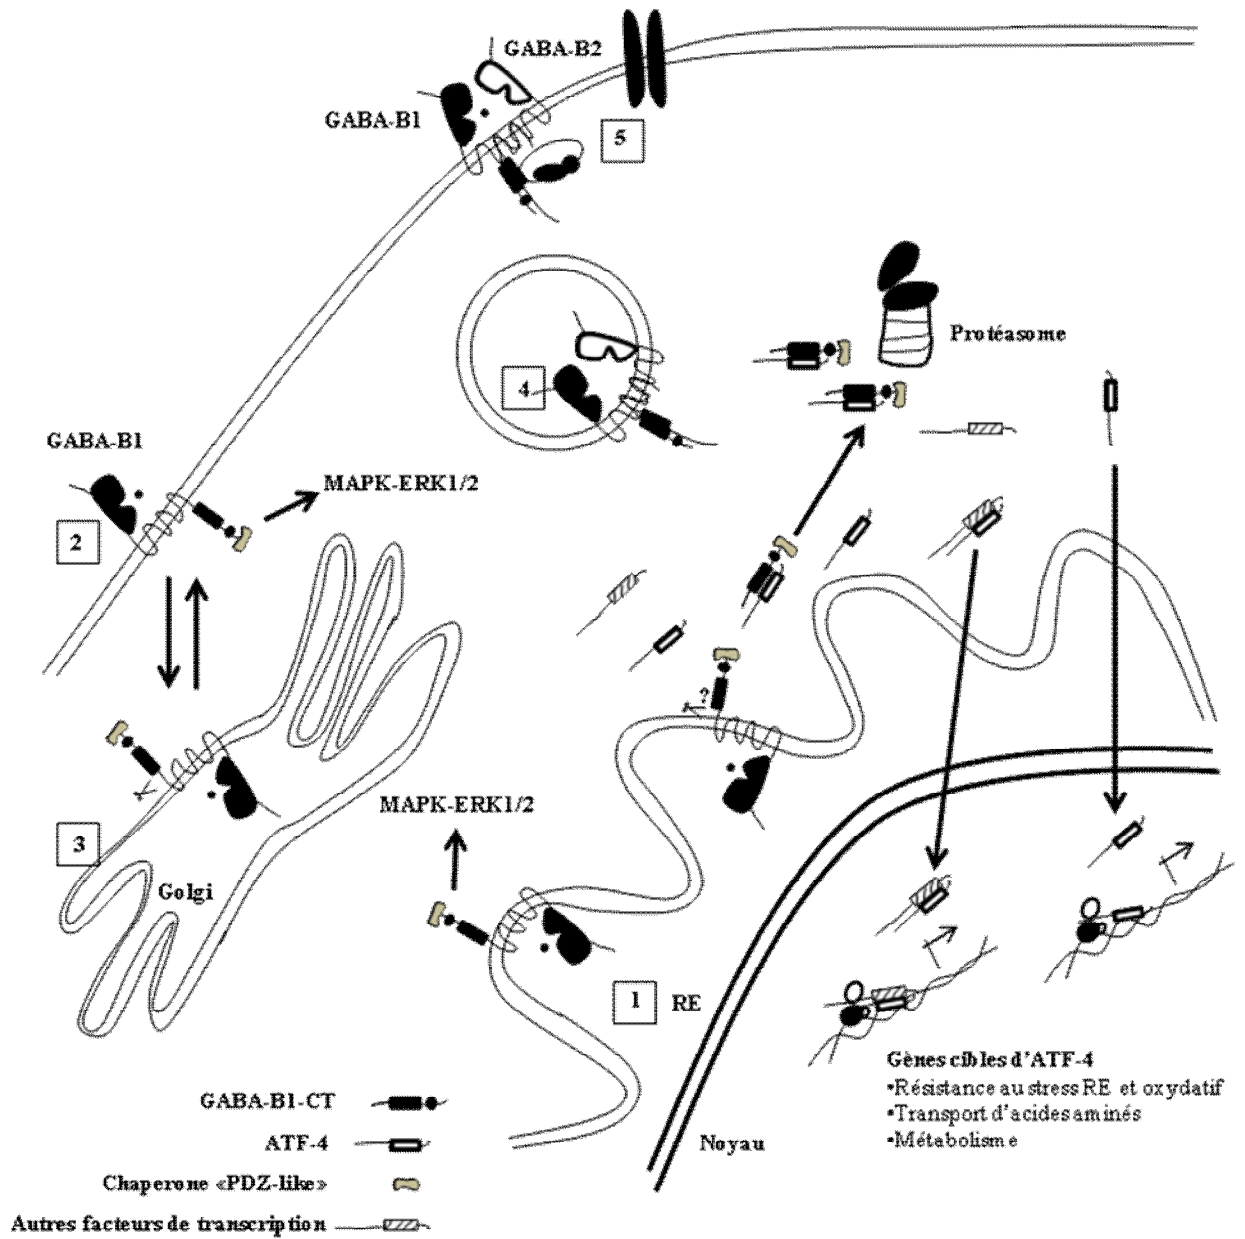 GABA-B2
GABA-B1
5
Protéasome
4
GABA-B1
MAPK-ERK1/2
2
?
MAPK-ERK1/2
3
Golgi
1
RE
Gènes cibles d'ATF-4
•Résistance au stress RE et oxydatif
•Transport d'acides aminés
•Métabolisme
GABA-B1-CT
ATF-4
Noyau
Chaperone «PDZ-like»
Autres facteurs de transcription